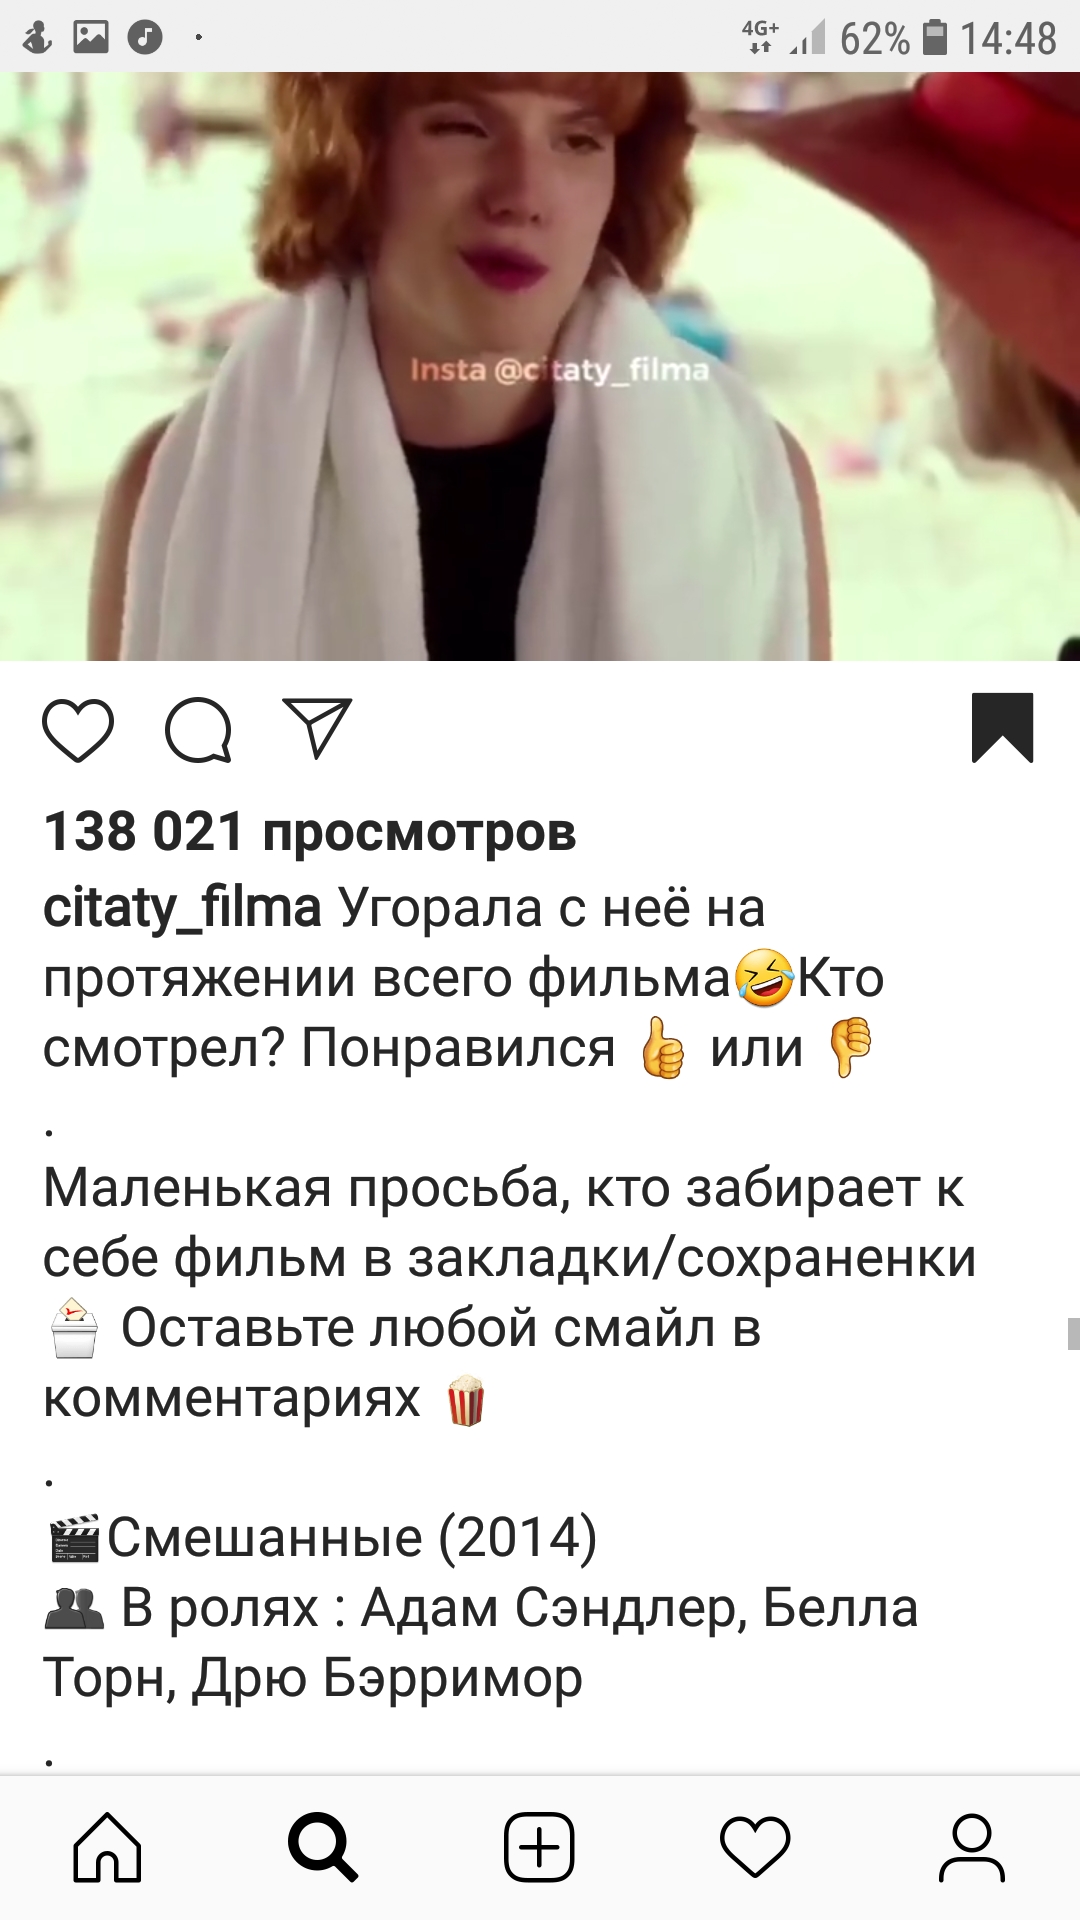 4G+ 62% 14:48
Insta @citaty_filma
138 021 просмотров
citaty_filma Угорала с неё на
протяжении всего фильма🤣Кто
смотрел? Понравился 👍 или 👎
.
Маленькая просьба, кто забирает к
себе фильм в закладки/сохраненки
🗳 Оставьте любой смайл в
комментариях 🍿
.
🎬Смешанные (2014)
👥 В ролях : Адам Сэндлер, Белла
Торн, Дрю Бэрримор
.